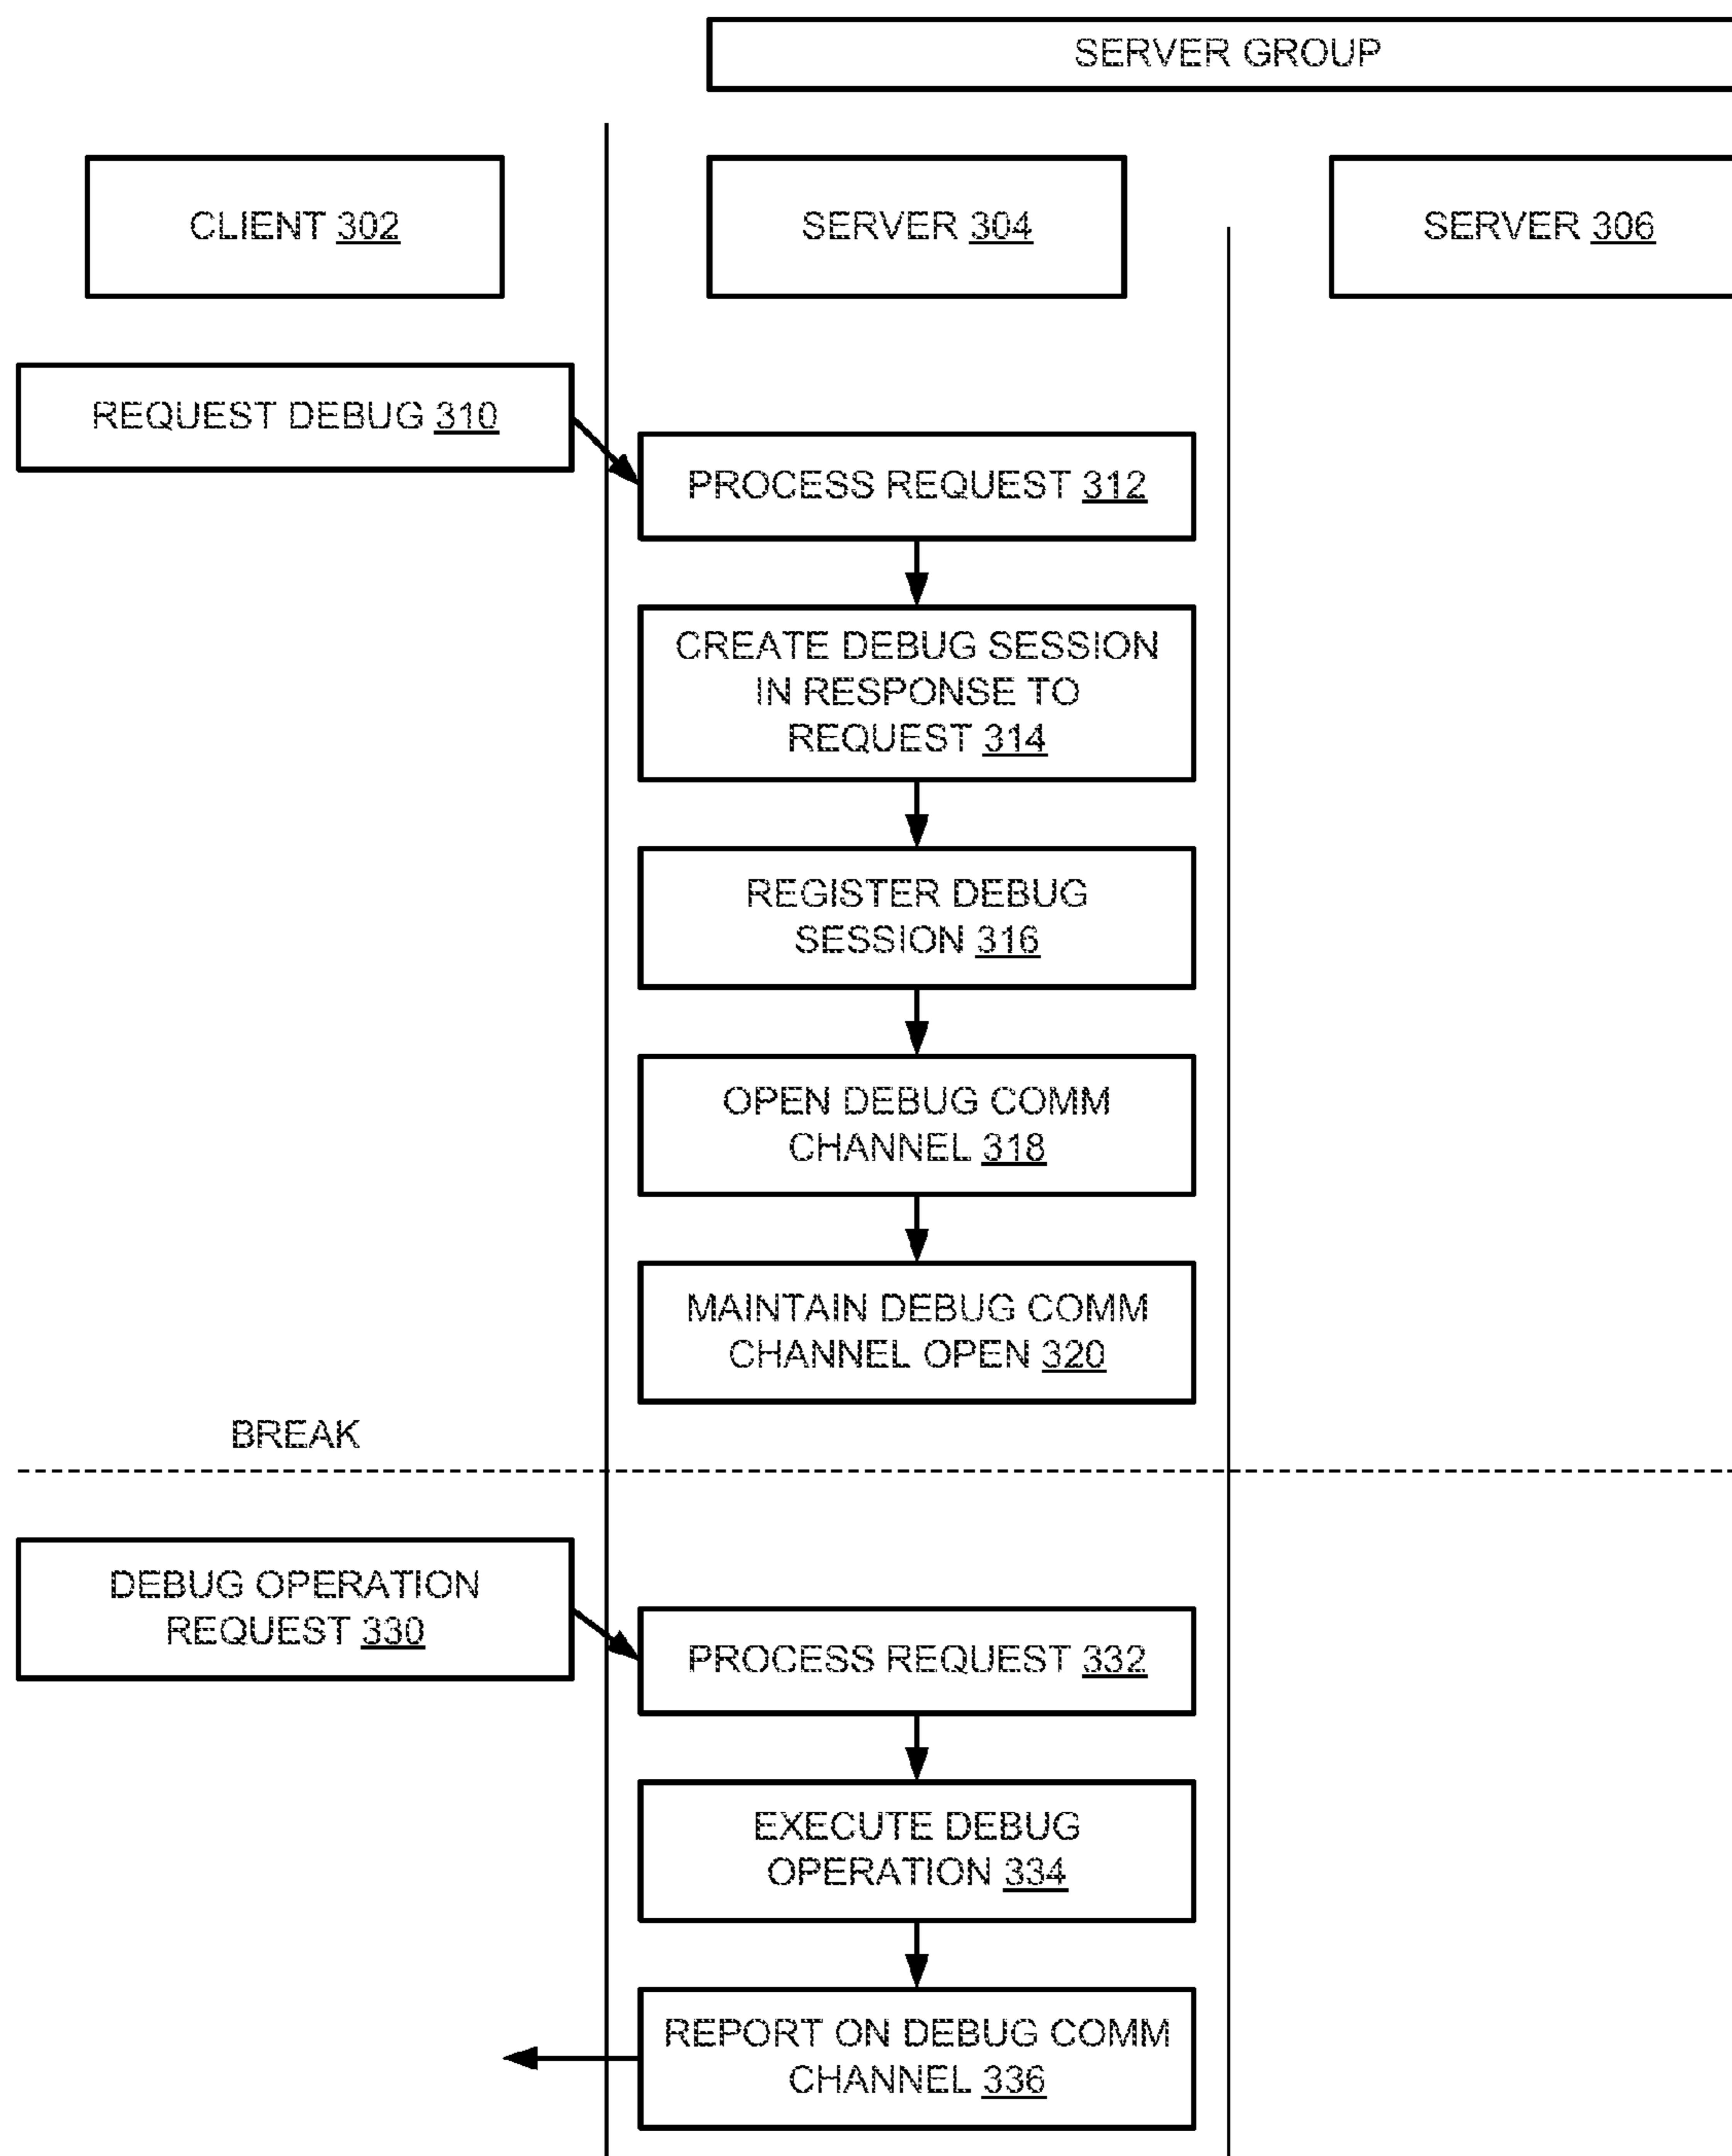 SERVER GROUP
CLIENT 302
SERVER 304
SERVER 306
REQUEST DEBUG 310
PROCESS REQUEST 312
CREATE DEBUG SESSION
IN RESPONSE TO
REQUEST 314
REGISTER DEBUG
SESSION 316
OPEN DEBUG COMM
CHANNEL 318
MAINTAIN DEBUG COMM
CHANNEL OPEN 320
BREAK
DEBUG OPERATION
REQUEST 330
PROCESS REQUEST 332
EXECUTE DEBUG
OPERATION 334
REPORT ON DEBUG COMM
CHANNEL 336